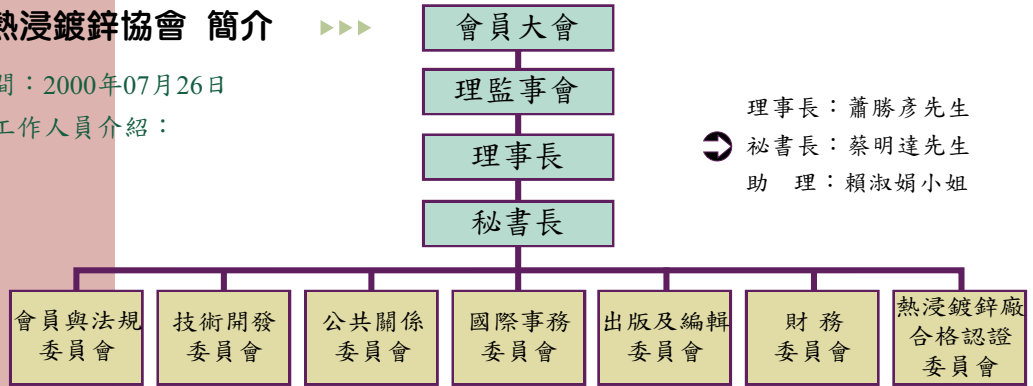 熱浸鍍鋅協會 簡介
間：2000年07月26日
工作人員介紹：
會員大會
理監事會
理事長
秘書長
理事長：蕭勝彥先生
祕書長：蔡明達先生
助　理：賴淑娟小姐
會員與法規
委員會
技術開發
委員會
公共關係
委員會
國際事務
委員會
出版及編輯
委員會
財務
委員會
熱浸鍍鋅廠
合格認證
委員會